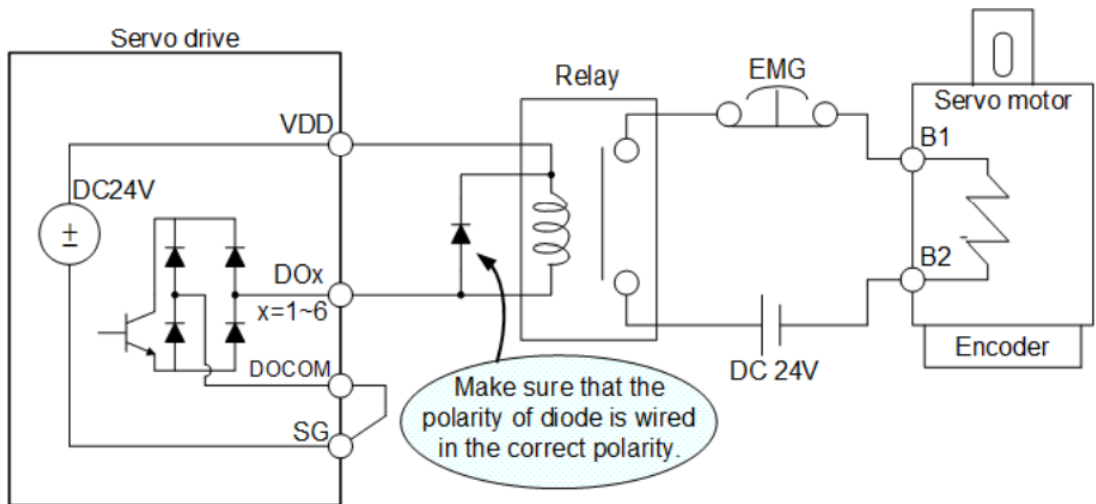 Servo drive
Relay
EMG
Servo motor
VDD
B1
DC24V
±
B2
DOx
x=1~6
DOCOM
DC 24V
Encoder
Make sure that the
polarity of diode is wired
in the correct polarity.
SG